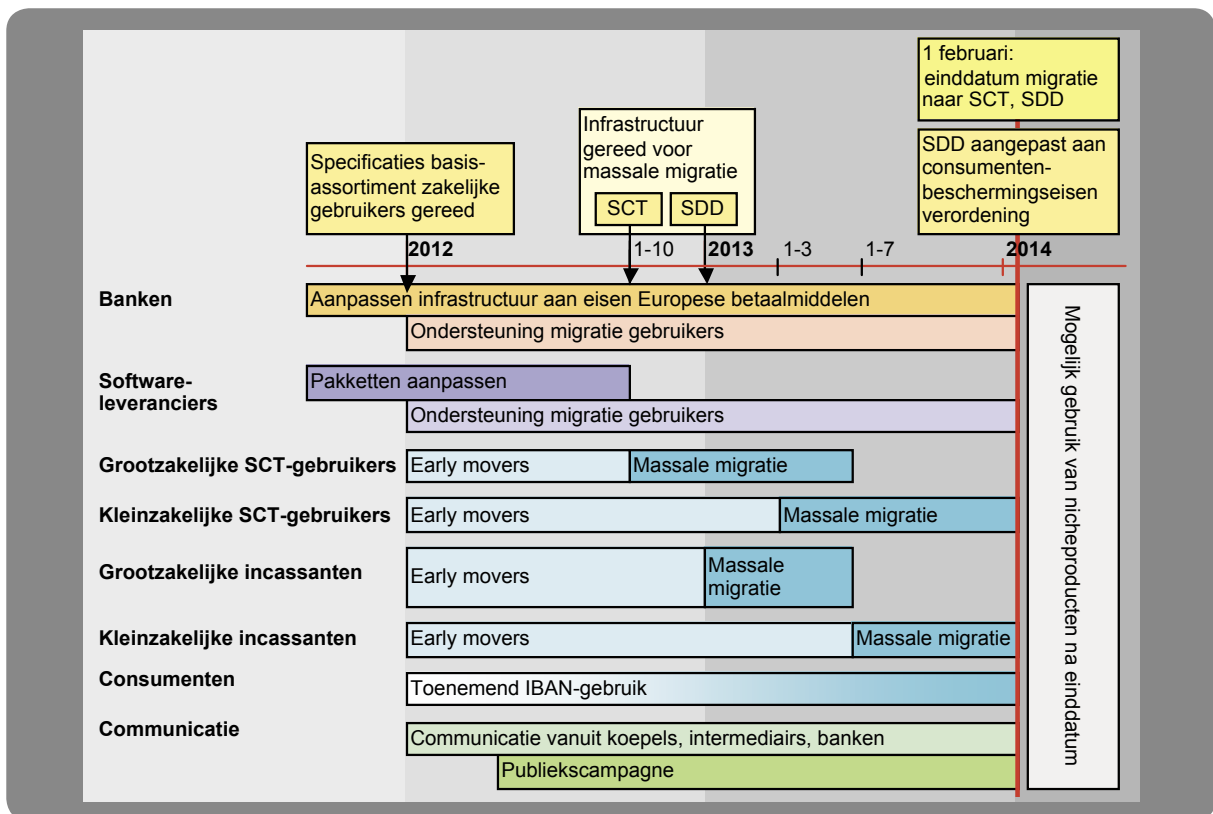 1 februari:
einddatum migratie
naar SCT, SDD
Infrastructuur
gereed voor
massale migratie
SCT SDD
SDD aangepast aan
consumenten-
beschermingseisen
verordening
Specificaties basis-
assortiment zakelijke
gebruikers gereed
2012 1-10 2013 1-3 1-7 2014
Banken
Aanpassen infrastructuur aan eisen Europese betaalmiddelen
Ondersteuning migratie gebruikers
Software-
leveranciers
Pakketten aanpassen
Ondersteuning migratie gebruikers
Grootzakelijke SCT-gebruikers Early movers Massale migratie
Kleinzakelijke SCT-gebruikers Early movers Massale migratie
Grootzakelijke incassanten Early movers Massale
migratie
Kleinzakelijke incassanten Early movers Massale migratie
Consumenten
Toenemend IBAN-gebruik
Communicatie
Communicatie vanuit koepels, intermediairs, banken
Publiekscampagne
Mogelijk gebruik van nicheproducten na einddatum